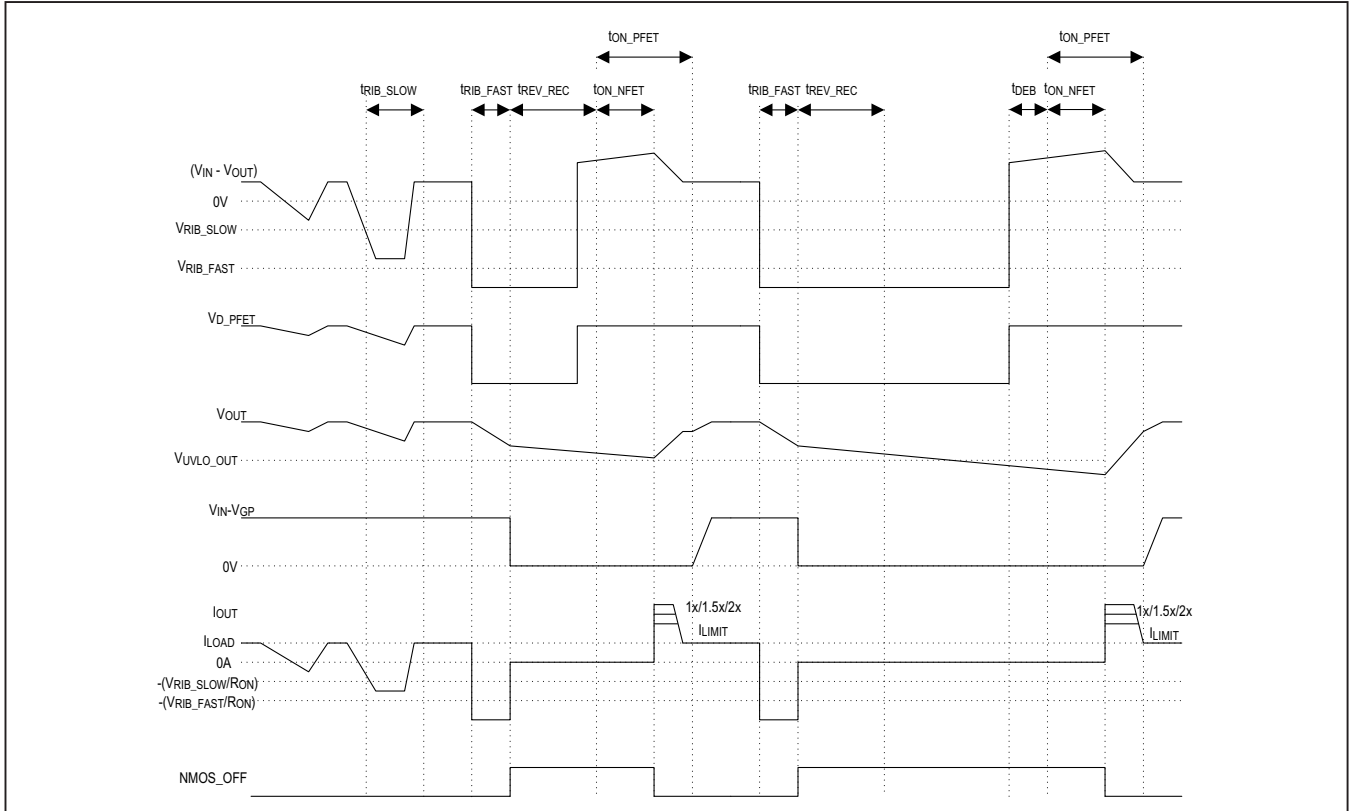 tON_PFET tON_PFET
tRIB_SLOW tRIB_FAST tREV_REC tON_NFET tRIB_FAST tREV_REC tDEB tON_NFET
(VIN - VOUT)
0V
VRIB_SLOW
VRIB_FAST
VD_PFET
VOUT
VUVLO_OUT
VIN-VGP
0V
IOUT 1x/1.5x/2x 1x/1.5x/2x
ILIMIT ILIMIT
ILOAD
0A
-(VRIB_SLOW/RON)
-(VRIB_FAST/RON)
NMOS_OFF